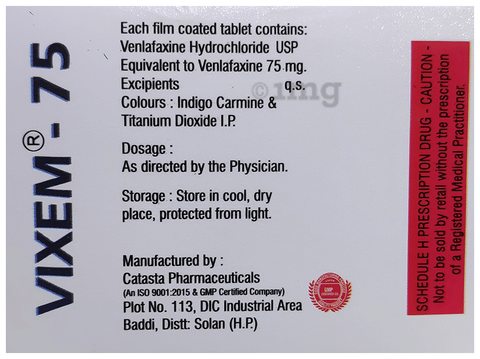 VIXEM® - 75
Each film coated tablet contains:
Venlafaxine Hydrochloride USP
Equivalent to Venlafaxine 75 mg.
Excipients q.s.
Colours : Indigo Carmine &
Titanium Dioxide I.P.
Dosage :
As directed by the Physician.
Storage : Store in cool, dry
place, protected from light.
Manufactured by :
Catasta Pharmaceuticals
(An ISO 9001:2015 & GMP Certified Company)
Plot No. 113, DIC Industrial Area
Baddi, Distt: Solan (H.P.)
GMP
SCHEDULE H PRESCRIPTION DRUG - CAUTION -
Not to be sold by retail without the prescription
of a Registered Medical Practitioner.
©1mg